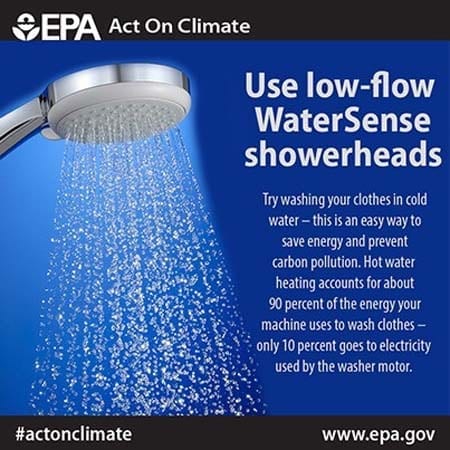 EPA Act On Climate
Use low-flow
WaterSense
showerheads
Try washing your clothes in cold
water – this is an easy way to
save energy and prevent
carbon pollution. Hot water
heating accounts for about
90 percent of the energy your
machine uses to wash clothes –
only 10 percent goes to electricity
used by the washer motor.
#actonclimate www.epa.gov